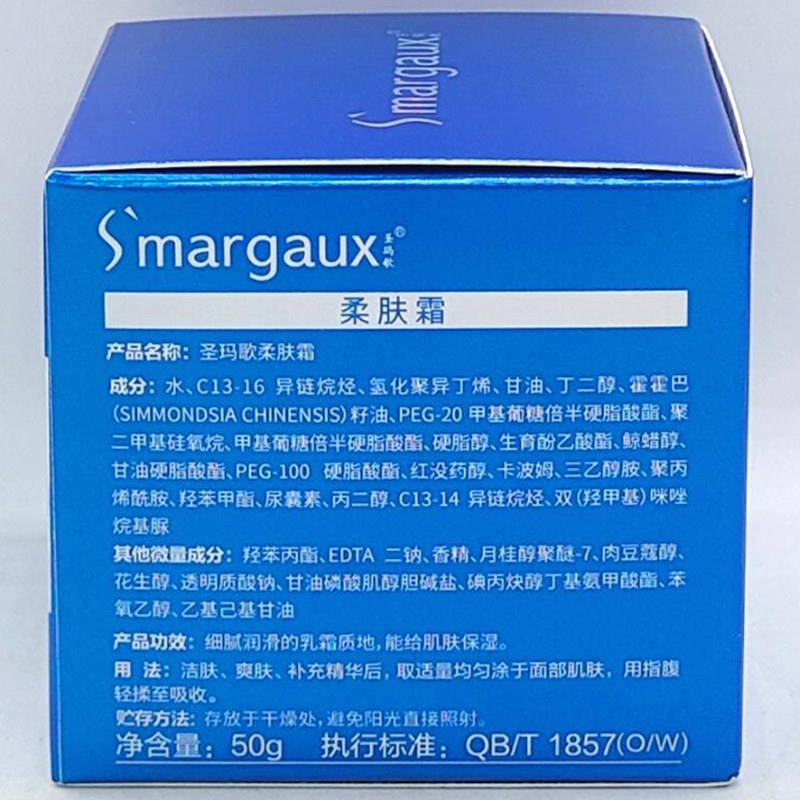 S'margaux®
S'margaux®圣玛歌
柔肤霜
产品名称：圣玛歌柔肤霜
成分：水、C13-16 异链烷烃、氢化聚异丁烯、甘油、丁二醇、霍霍巴
(SIMMONDSIA CHINENSIS)籽油、PEG-20 甲基葡糖倍半硬脂酸酯、聚
二甲基硅氧烷、甲基葡糖倍半硬脂酸酯、硬脂醇、生育酚乙酸酯、鲸蜡醇、
甘油硬脂酸酯、PEG-100 硬脂酸酯、红没药醇、卡波姆、三乙醇胺、聚丙
烯酰胺、羟苯甲酯、尿囊素、丙二醇、C13-14 异链烷烃、双(羟甲基)咪唑
烷基脲
其他微量成分：羟苯丙酯、EDTA 二钠、香精、月桂醇聚醚-7、肉豆蔻醇、
花生醇、透明质酸钠、甘油磷酸肌醇胆碱盐、碘丙炔醇丁基氨甲酸酯、苯
氧乙醇、乙基己基甘油
产品功效：细腻润滑的乳霜质地，能给肌肤保湿。
用 法：洁肤、爽肤、补充精华后，取适量均匀涂于面部肌肤，用指腹
轻揉至吸收。
贮存方法：存放于干燥处，避免阳光直接照射。
净含量：50g 执行标准：QB/T 1857(O/W)